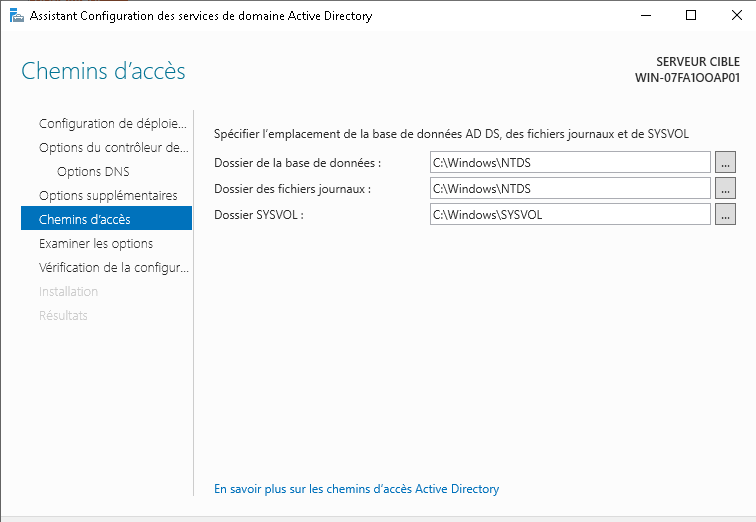 Assistant Configuration des services de domaine Active Directory
Chemins d’accès
SERVEUR CIBLE
WIN-07FA1OOAP01
Configuration de déploie...
Options du contrôleur de...
Options DNS
Options supplémentaires
Chemins d’accès
Examiner les options
Vérification de la configur...
Installation
Résultats
Spécifier l’emplacement de la base de données AD DS, des fichiers journaux et de SYSVOL
Dossier de la base de données : C:\Windows\NTDS ...
Dossier des fichiers journaux : C:\Windows\NTDS ...
Dossier SYSVOL : C:\Windows\SYSVOL ...
En savoir plus sur les chemins d’accès Active Directory